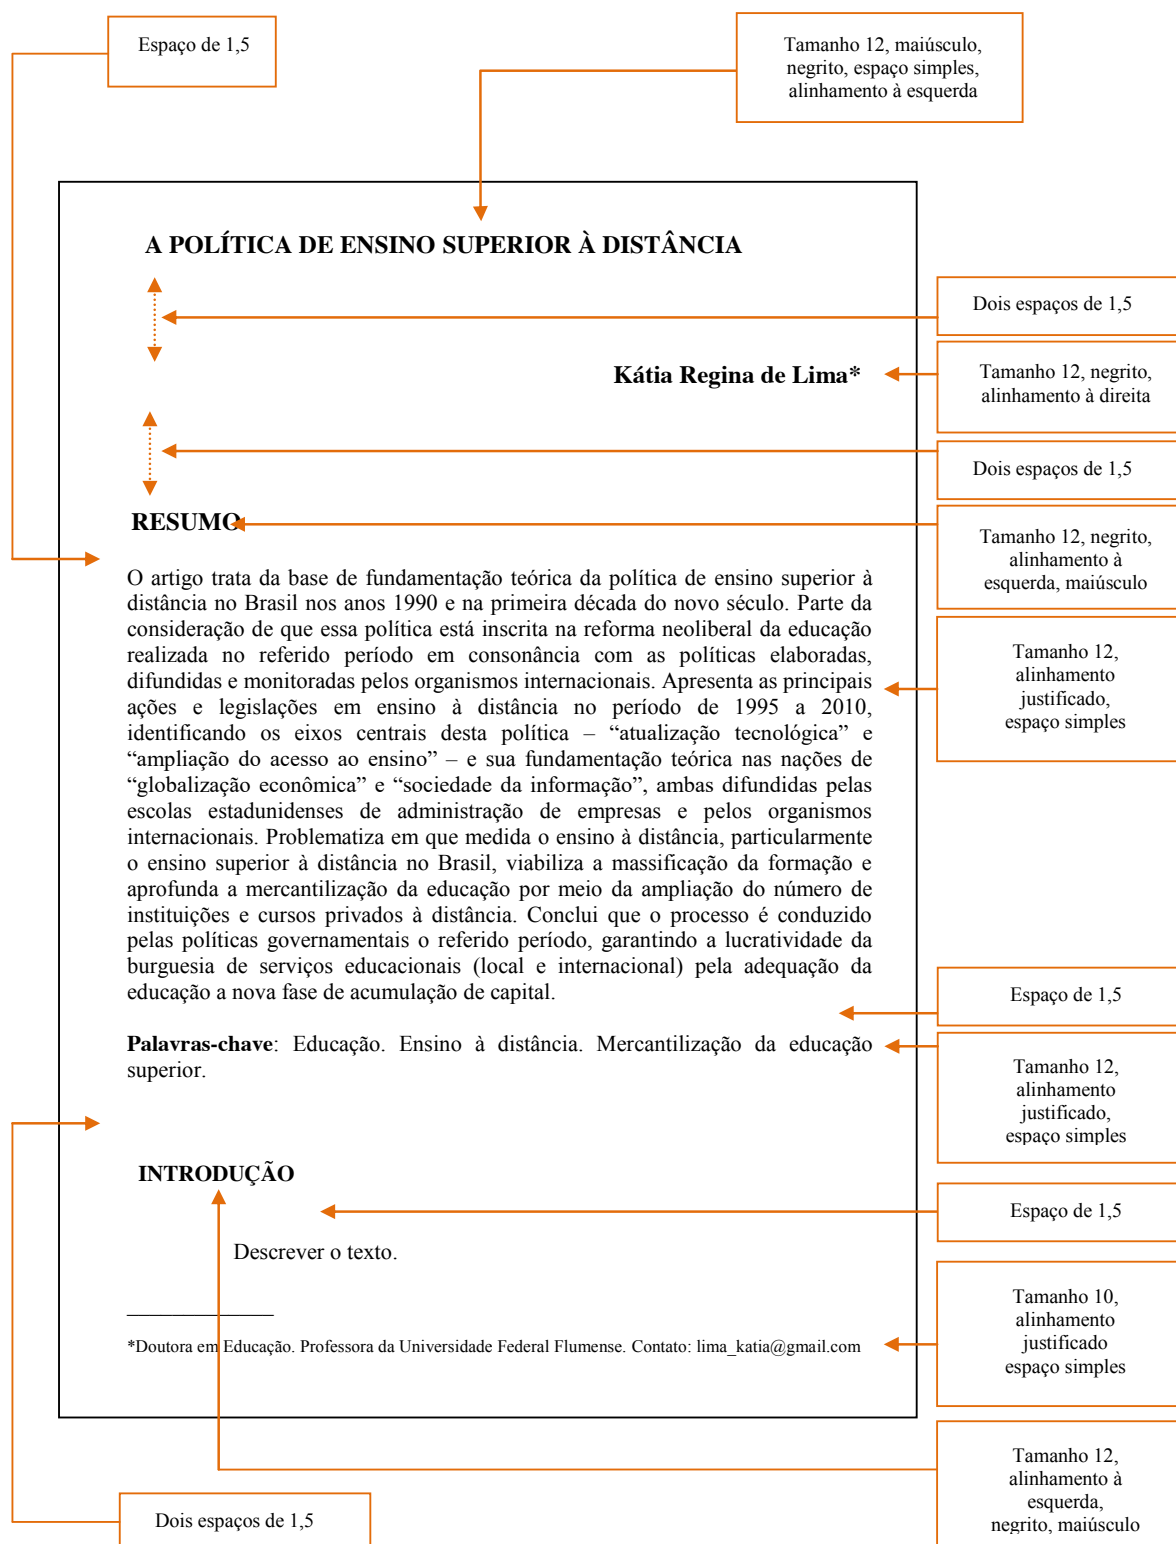 Espaço de 1,5
Tamanho 12, maiúsculo,
negrito, espaço simples,
alinhamento à esquerda
A POLÍTICA DE ENSINO SUPERIOR À DISTÂNCIA
Dois espaços de 1,5
Kátia Regina de Lima*
Tamanho 12, negrito,
alinhamento à direita
Dois espaços de 1,5
RESUMO
Tamanho 12, negrito,
alinhamento à
esquerda, maiúsculo
O artigo trata da base de fundamentação teórica da política de ensino superior à
distância no Brasil nos anos 1990 e na primeira década do novo século. Parte da
consideração de que essa política está inscrita na reforma neoliberal da educação
realizada no referido período em consonância com as políticas elaboradas,
difundidas e monitoradas pelos organismos internacionais. Apresenta as principais
ações e legislações em ensino à distância no período de 1995 a 2010,
identificando os eixos centrais desta política – “atualização tecnológica” e
“ampliação do acesso ao ensino” – e sua fundamentação teórica nas nações de
“globalização econômica” e “sociedade da informação”, ambas difundidas pelas
escolas estadunidenses de administração de empresas e pelos organismos
internacionais. Problematiza em que medida o ensino à distância, particularmente
o ensino superior à distância no Brasil, viabiliza a massificação da formação e
aprofunda a mercantilização da educação por meio da ampliação do número de
instituições e cursos privados à distância. Conclui que o processo é conduzido
pelas políticas governamentais o referido período, garantindo a lucratividade da
burguesia de serviços educacionais (local e internacional) pela adequação da
educação a nova fase de acumulação de capital.
Tamanho 12,
alinhamento
justificado,
espaço simples
Espaço de 1,5
Palavras-chave: Educação. Ensino à distância. Mercantilização da educação
superior.
Tamanho 12,
alinhamento
justificado,
espaço simples
INTRODUÇÃO
Espaço de 1,5
Descrever o texto.
*Doutora em Educação. Professora da Universidade Federal Flumense. Contato: lima_katia@gmail.com
Tamanho 10,
alinhamento
justificado
espaço simples
Tamanho 12,
alinhamento à
esquerda,
negrito, maiúsculo
Dois espaços de 1,5